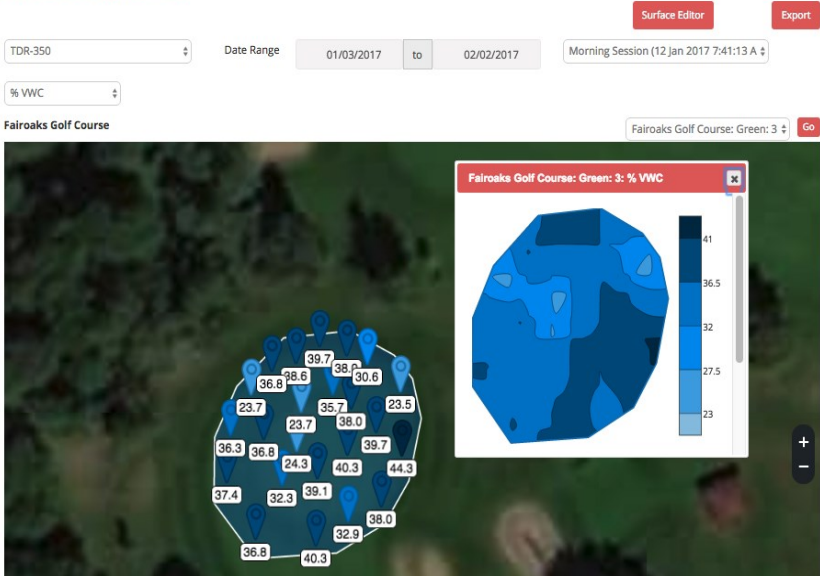 Surface Editor
Export
TDR-350
Date Range
01/03/2017
to
02/02/2017
Morning Session (12 Jan 2017 7:41:13 A
% VWC
Fairoaks Golf Course
Fairoaks Golf Course: Green: 3
Go
Fairoaks Golf Course: Green: 3: % VWC
41
36.5
32
27.5
23
39.7
38.6
30.6
36.8
23.7
35.7
23.5
23.7
38.0
36.3
36.8
39.7
24.3
40.3
44.3
37.4
32.3
39.1
38.0
32.9
36.8
40.3
+
−